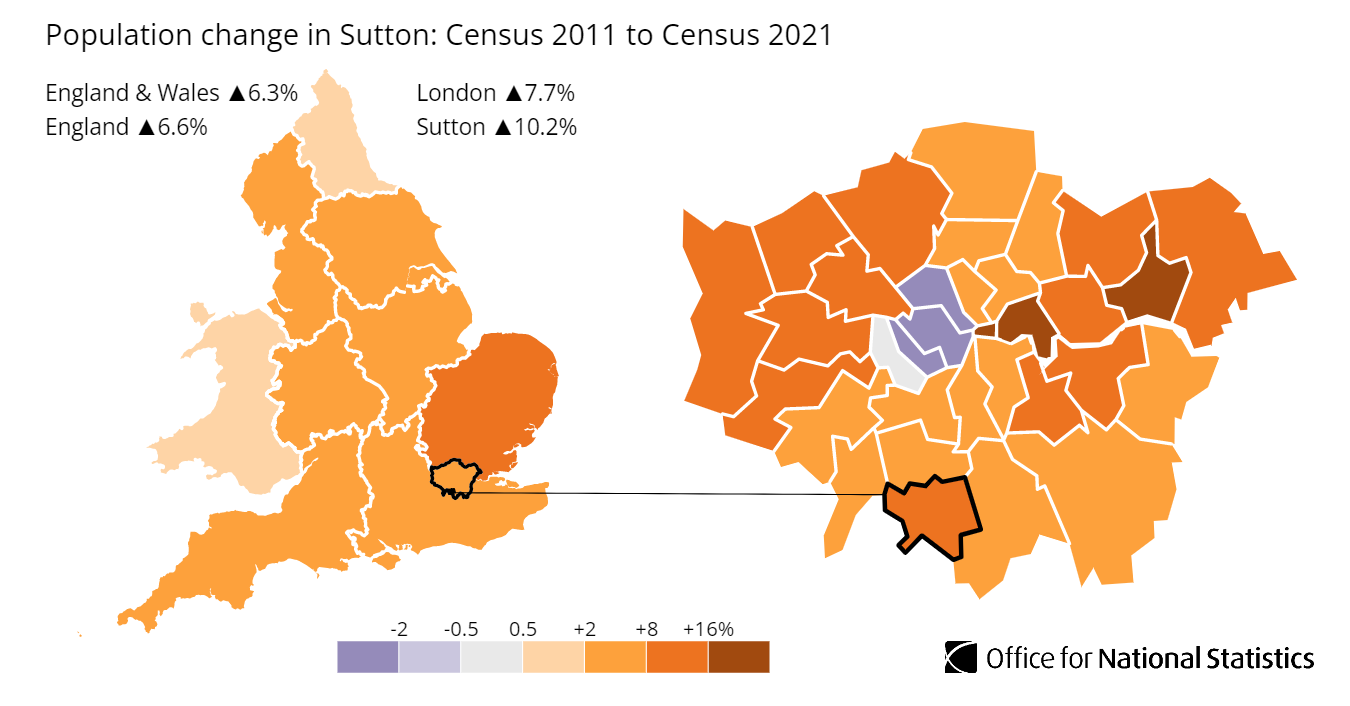 Population change in Sutton: Census 2011 to Census 2021
England & Wales ▲6.3%
London ▲7.7%
England ▲6.6%
Sutton ▲10.2%
-2 -0.5 0.5 +2 +8 +16%
Office for National Statistics